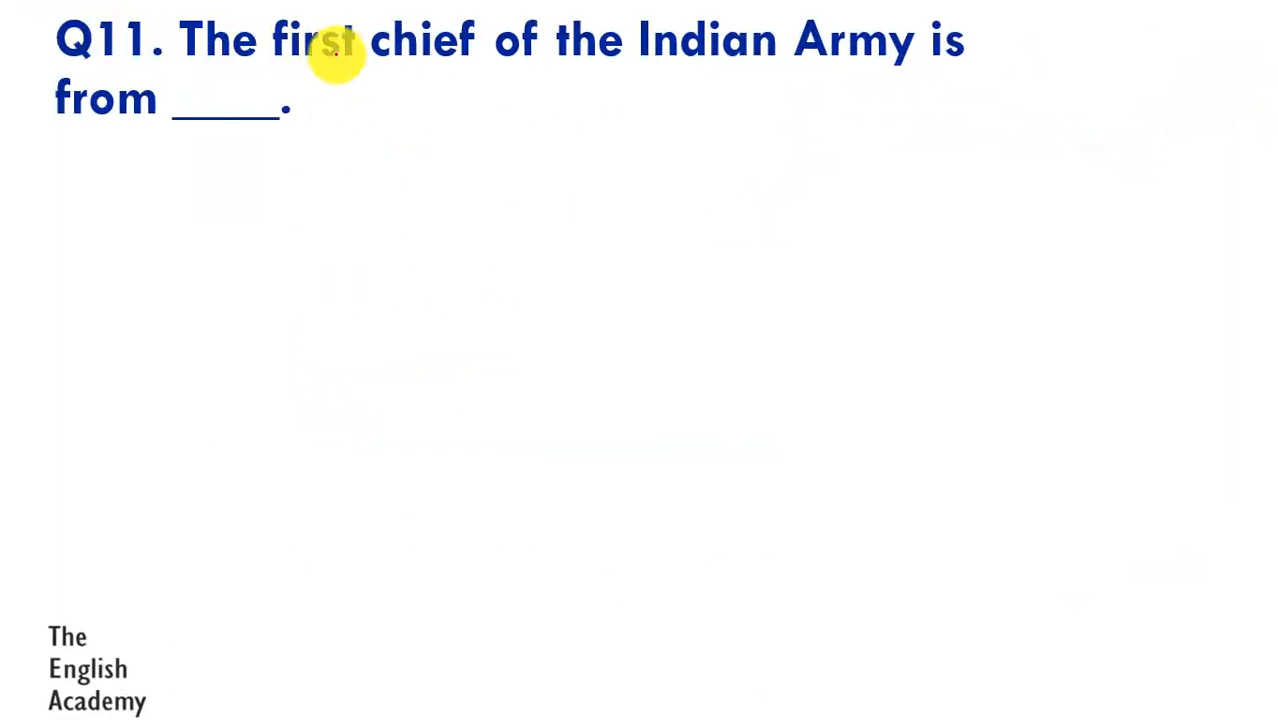 Q11. The first chief of the Indian Army is
from _____.
The
English
Academy